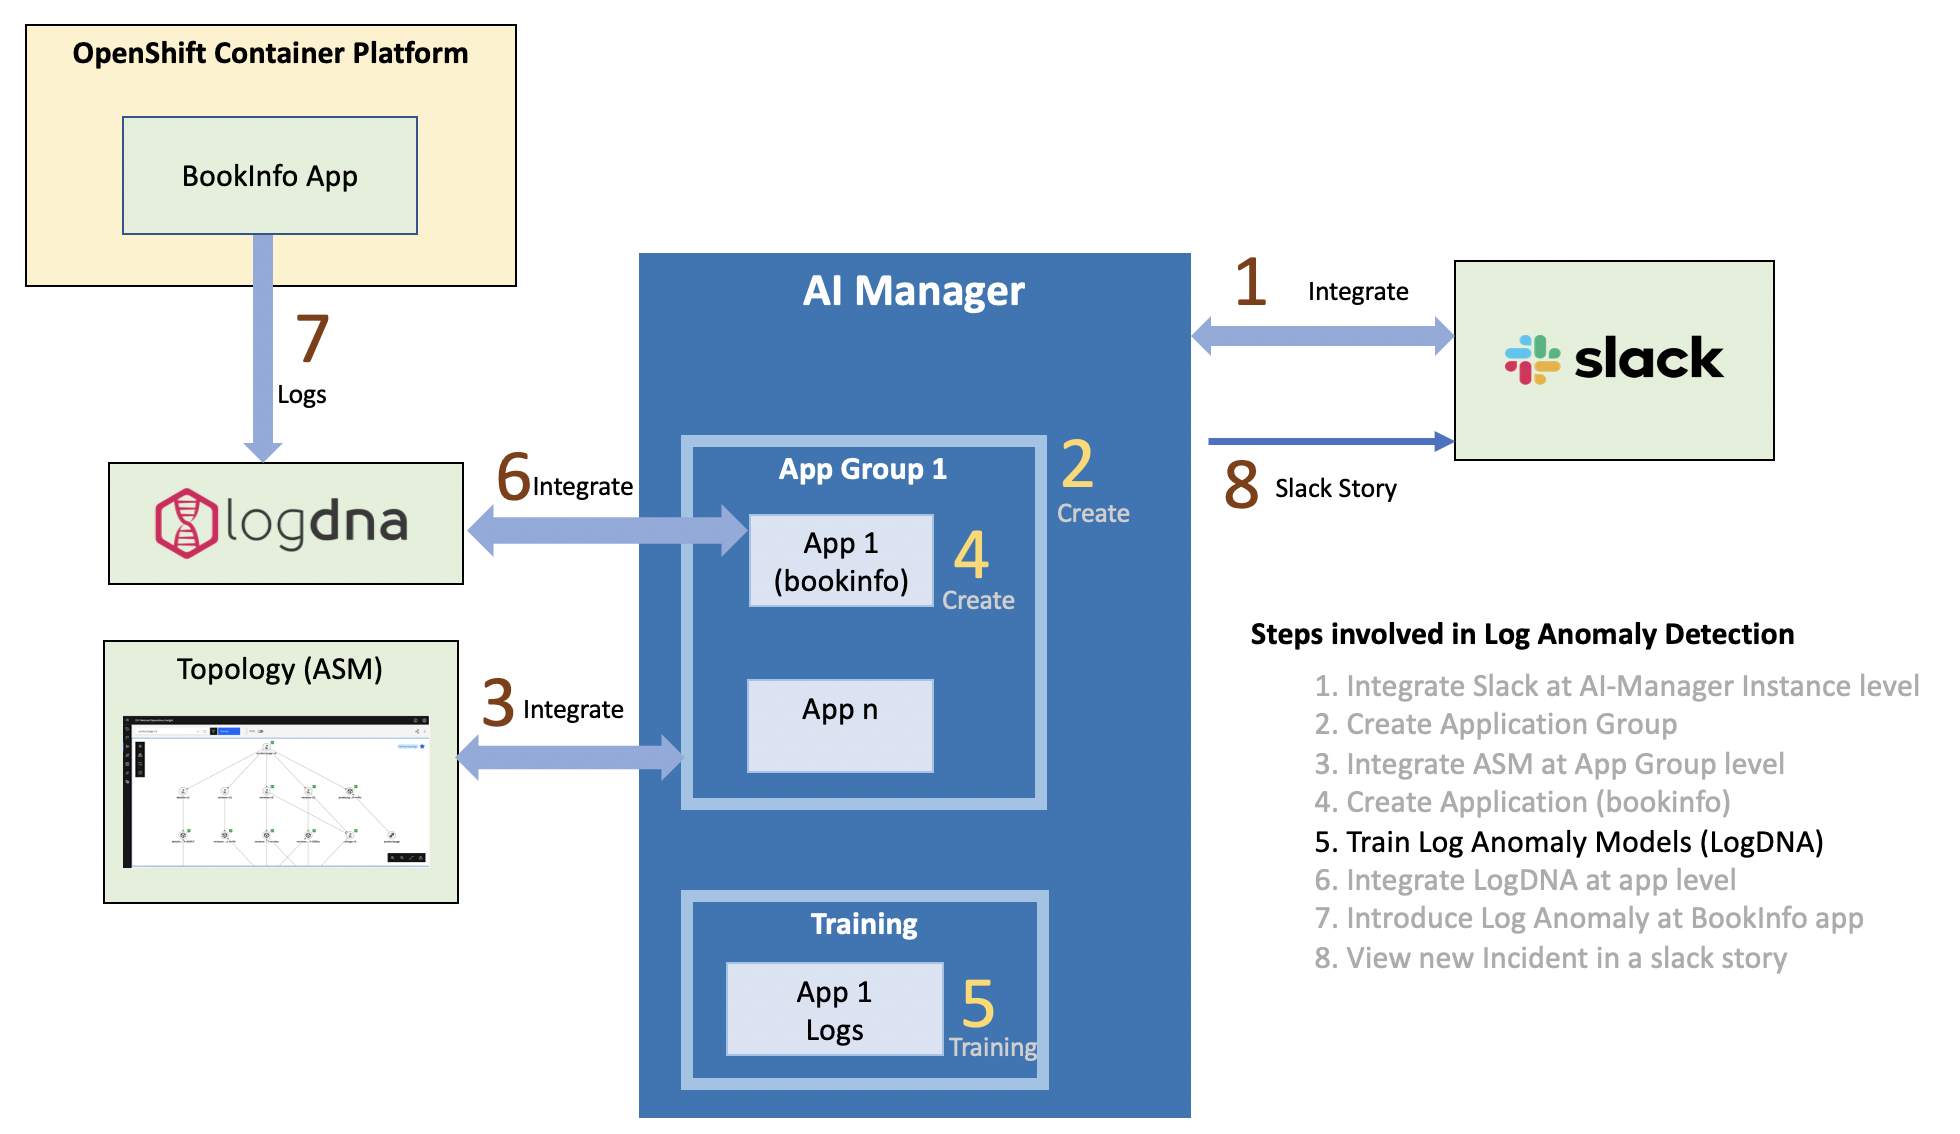 OpenShift Container Platform
BookInfo App
7
Logs
logdna
6
Integrate
Topology (ASM)
3
Integrate
AI Manager
App Group 1
2
Create
App 1
(bookinfo)
4
Create
App n
Training
App 1
Logs
5
Training
1
Integrate
slack
8
Slack Story
Steps involved in Log Anomaly Detection
1. Integrate Slack at AI-Manager Instance level
2. Create Application Group
3. Integrate ASM at App Group level
4. Create Application (bookinfo)
5. Train Log Anomaly Models (LogDNA)
6. Integrate LogDNA at app level
7. Introduce Log Anomaly at BookInfo app
8. View new Incident in a slack story